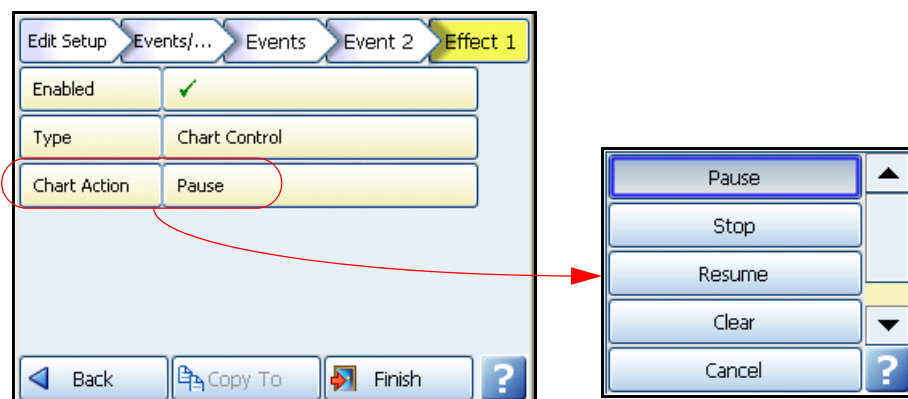 Edit Setup Events/... Events Event 2 Effect 1
Enabled
Type Chart Control
Chart Action Pause
Back Copy To Finish ?
Pause
Stop
Resume
Clear
Cancel ?